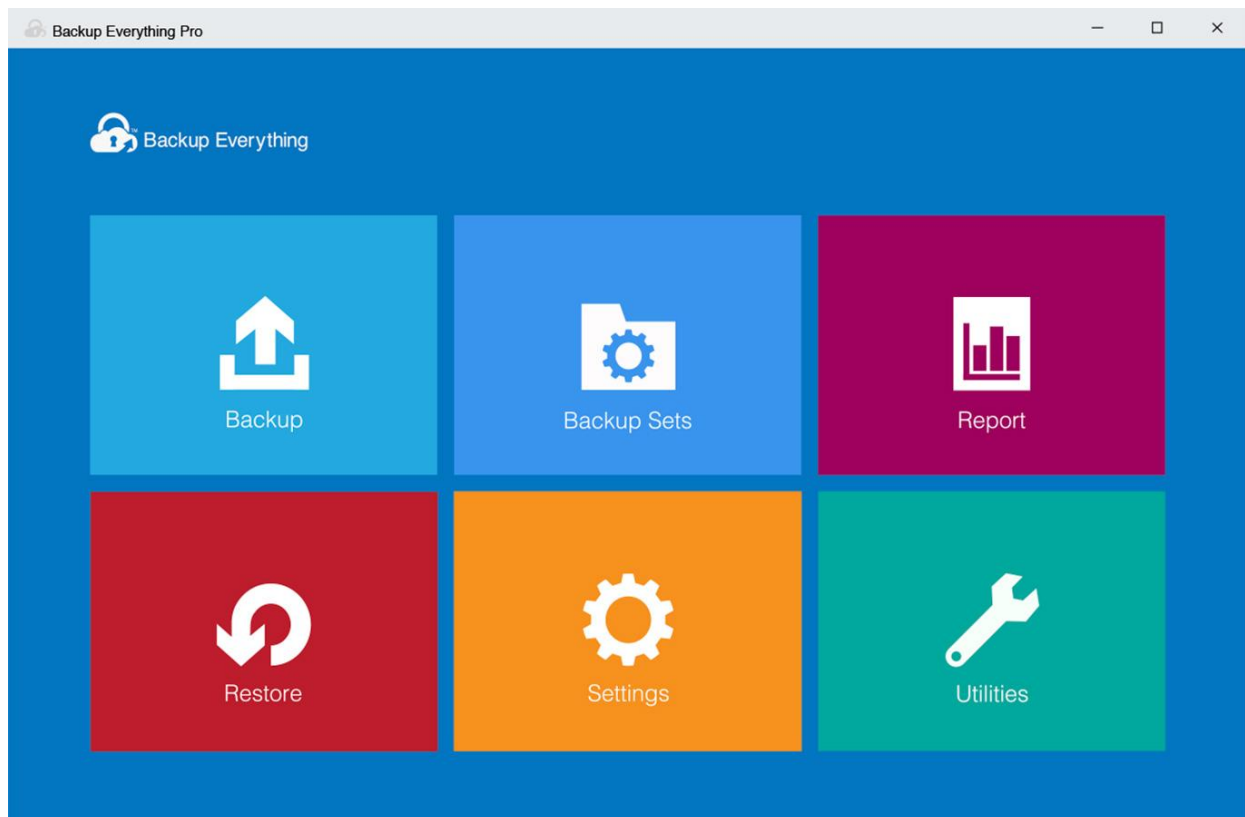 Backup Everything Pro
Backup Everything
Backup
Backup Sets
Report
Restore
Settings
Utilities